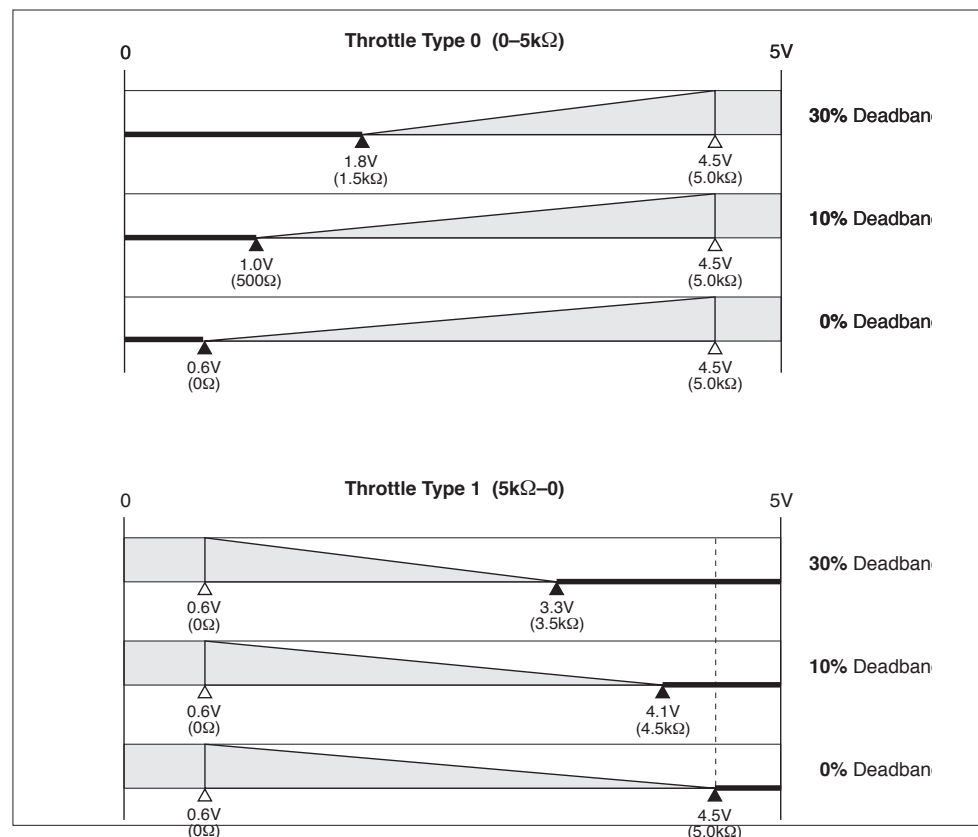 Throttle Type 0 (0–5kΩ)
0
5V
30% Deadban
1.8V
(1.5kΩ)
4.5V
(5.0kΩ)
10% Deadban
1.0V
(500Ω)
4.5V
(5.0kΩ)
0% Deadban
0.6V
(0Ω)
4.5V
(5.0kΩ)
Throttle Type 1 (5kΩ–0)
0
5V
30% Deadban
0.6V
(0Ω)
3.3V
(3.5kΩ)
10% Deadban
0.6V
(0Ω)
4.1V
(4.5kΩ)
0% Deadban
0.6V
(0Ω)
4.5V
(5.0kΩ)